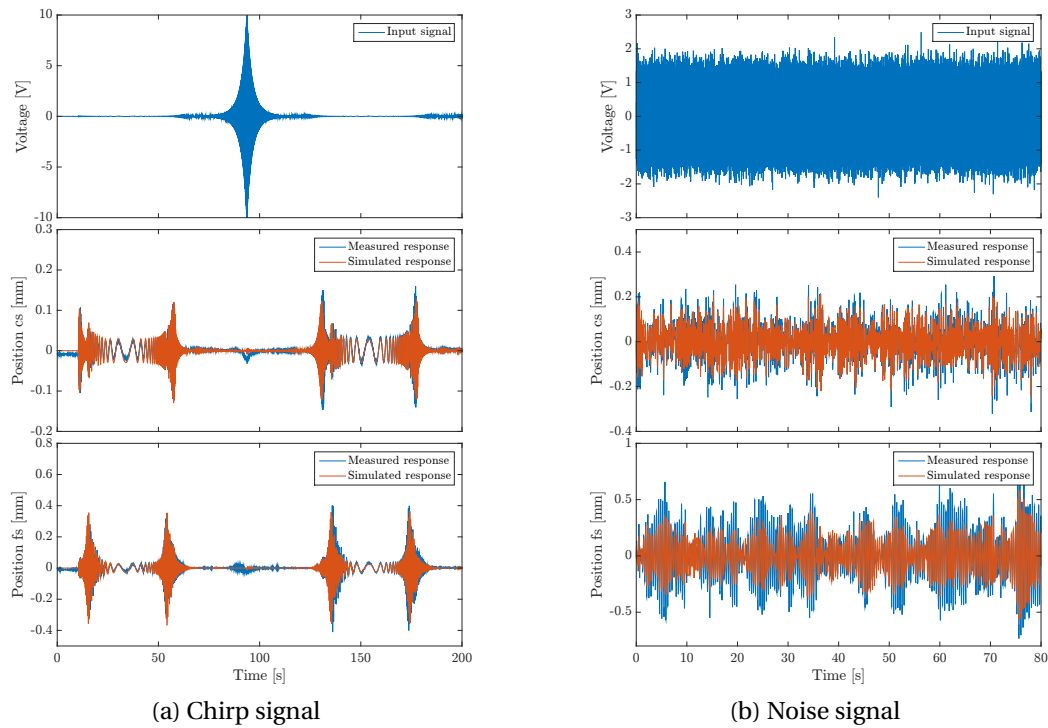 10
5
0
-5
-10
Voltage [V]
Input signal
0.3
0.2
0.1
0
-0.1
-0.2
Position cs [mm]
Measured response
Simulated response
0.8
0.6
0.4
0.2
0
-0.2
-0.4
Position fs [mm]
Measured response
Simulated response
0 50 100 150 200
Time [s]
(a) Chirp signal
3
2
1
0
-1
-2
-3
Voltage [V]
Input signal
0.4
0.2
0
-0.2
-0.4
Position cs [mm]
Measured response
Simulated response
1
0.5
0
-0.5
Position fs [mm]
Measured response
Simulated response
0 10 20 30 40 50 60 70 80
Time [s]
(b) Noise signal